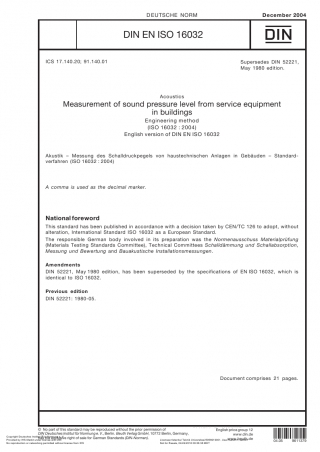 DEUTSCHE NORM
December 2004
DIN EN ISO 16032
DIN
ICS 17.140.20; 91.140.01
Supersedes DIN 52221,
May 1980 edition.
Acoustics
Measurement of sound pressure level from service equipment
in buildings
Engineering method
(ISO 16032 : 2004)
English version of DIN EN ISO 16032
Akustik – Messung des Schalldruckpegels von haustechnischen Anlagen in Gebäuden – Standard-
verfahren (ISO 16032 : 2004)
A comma is used as the decimal marker.
National foreword
This standard has been published in accordance with a decision taken by CEN/TC 126 to adopt, without
alteration, International Standard ISO 16032 as a European Standard.
The responsible German body involved in its preparation was the Normenausschuss Materialprüfung
(Materials Testing Standards Committee), Technical Committees Schalldämmung und Schallabsorption,
Messung und Bewertung and Bauakustische Installationsmessungen.
Amendments
DIN 52221, May 1980 edition, has been superseded by the specifications of EN ISO 16032, which is
identical to ISO 16032.
Previous edition
DIN 52221: 1980-05.
Document comprises 21 pages.
© No part of this standard may be reproduced without the prior permission of
DIN Deutsches Institut für Normung e. V., Berlin. Beuth Verlag GmbH, 10772 Berlin, Germany,
has the exclusive right of sale for German Standards (DIN-Normen).
English price group 12
www.din.de
www.beuth.de